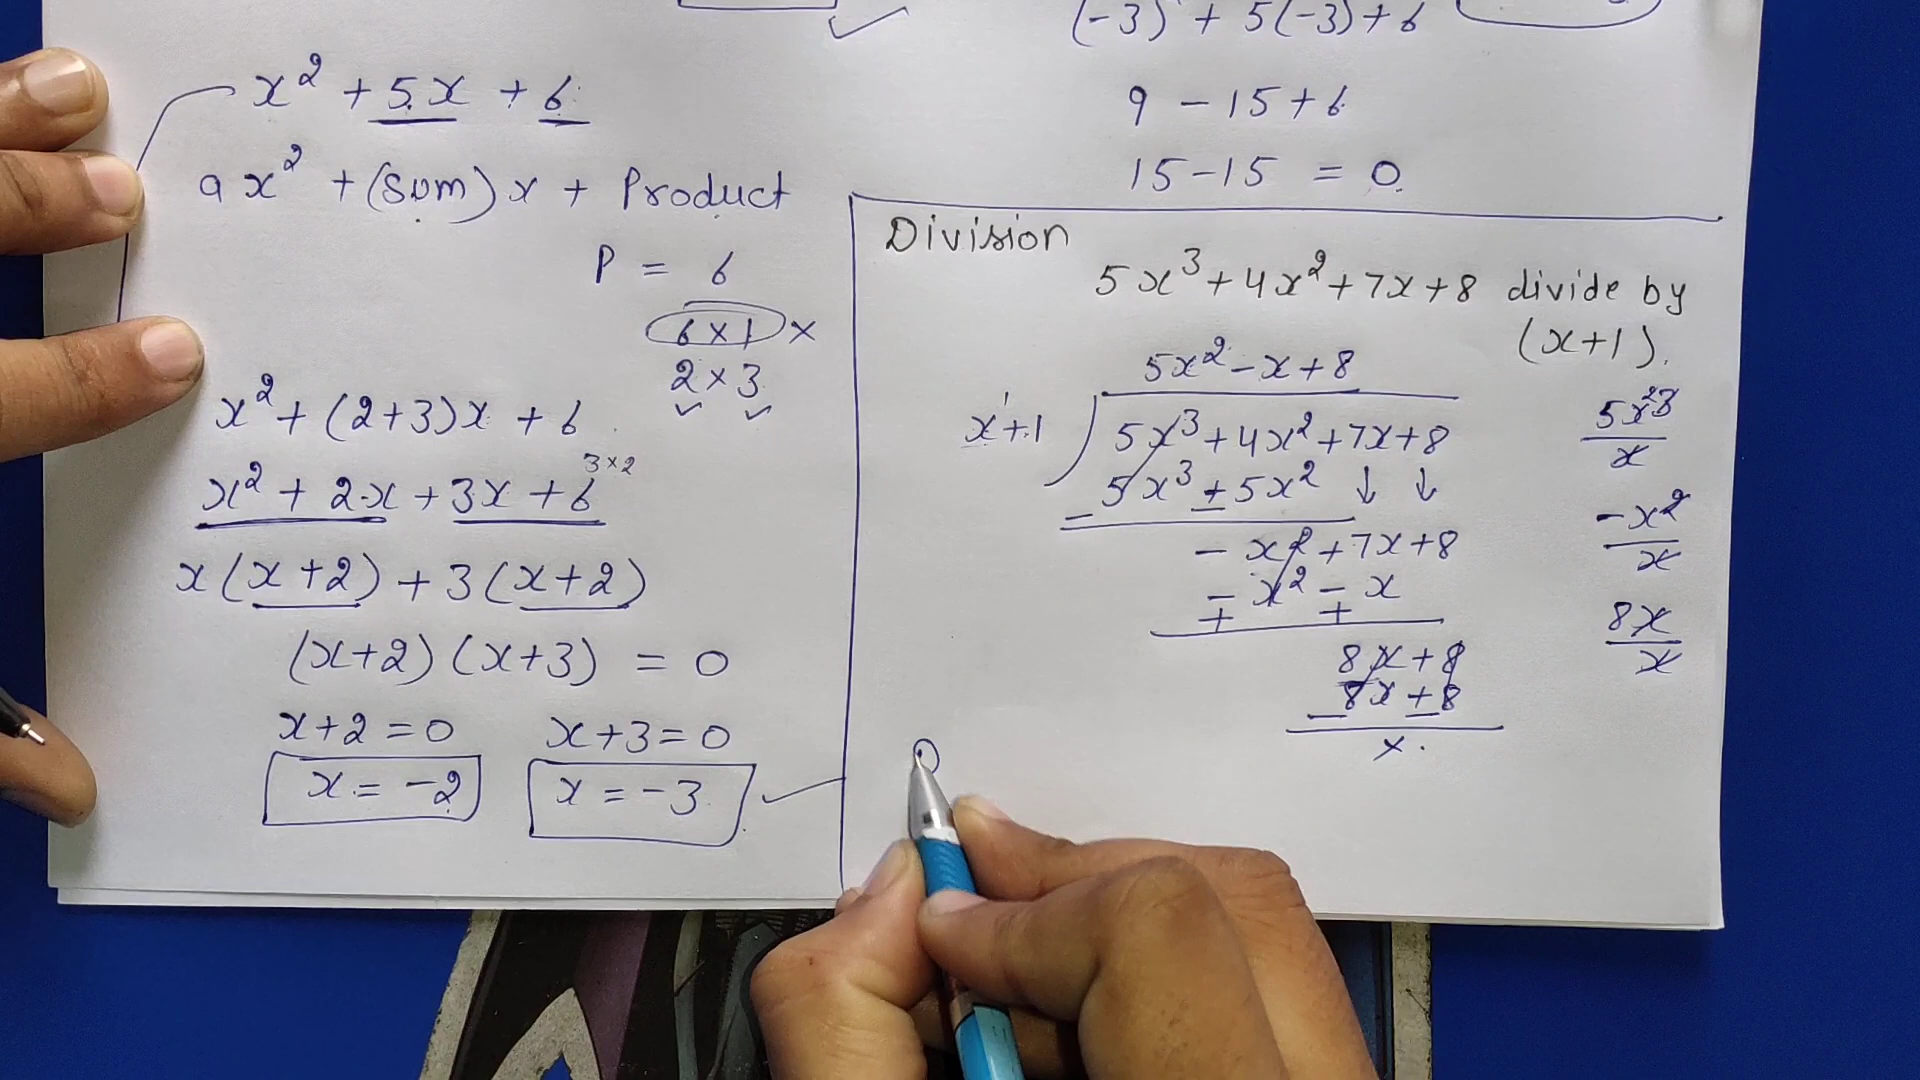 x² + 5x + 6
ax² + (Sum)x + Product
P = 6
6 × 1 ×
2 × 3
x² + (2+3)x + 6
3×2
x² + 2x + 3x + 6
x(x+2) + 3(x+2)
(x+2) (x+3) = 0
x+2 = 0 x+3 = 0
x = -2 x = -3
+ 5(-3) + 6
9 - 15 + 6
15 - 15 = 0
Division
5x³ + 4x² + 7x + 8 divide by
(x+1).
5x² - x + 8
x+1 ) 5x³ + 4x² + 7x + 8
5x³ + 5x² ↓ ↓
- -
- x² + 7x + 8
- x² - x
+ +
8x + 8
8x + 8
- -
×.
5x³
x
-x²
x
8x
x